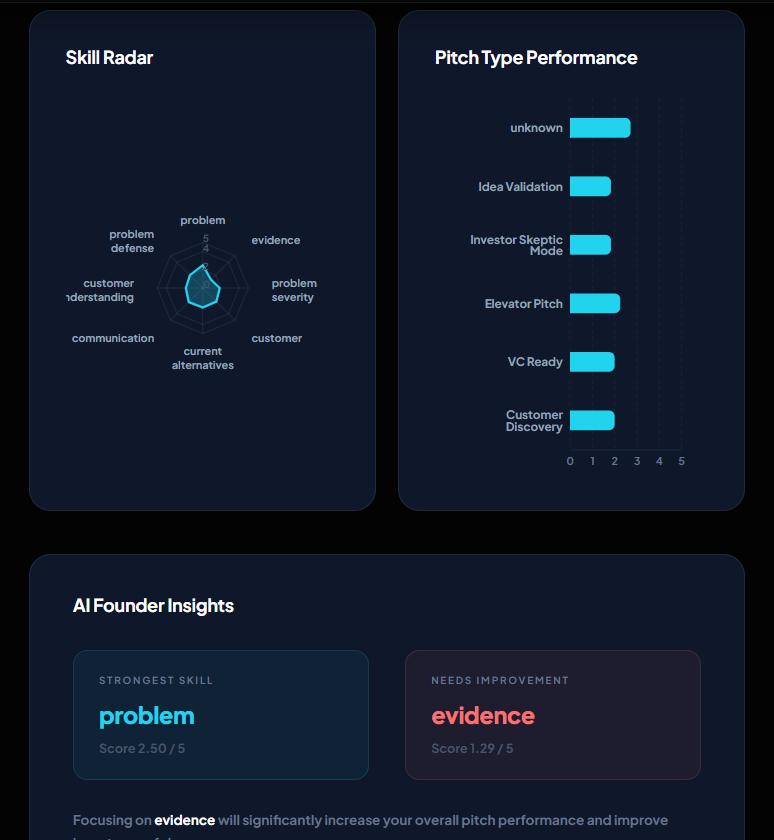 Skill Radar
problem
evidence
problem
severity
customer
current
alternatives
communication
customer
nderstanding
problem
defense
5
4
2
0
Pitch Type Performance
unknown
Idea Validation
Investor Skeptic
Mode
Elevator Pitch
VC Ready
Customer
Discovery
0 1 2 3 4 5
AI Founder Insights
STRONGEST SKILL
problem
Score 2.50 / 5
NEEDS IMPROVEMENT
evidence
Score 1.29 / 5
Focusing on evidence will significantly increase your overall pitch performance and improve